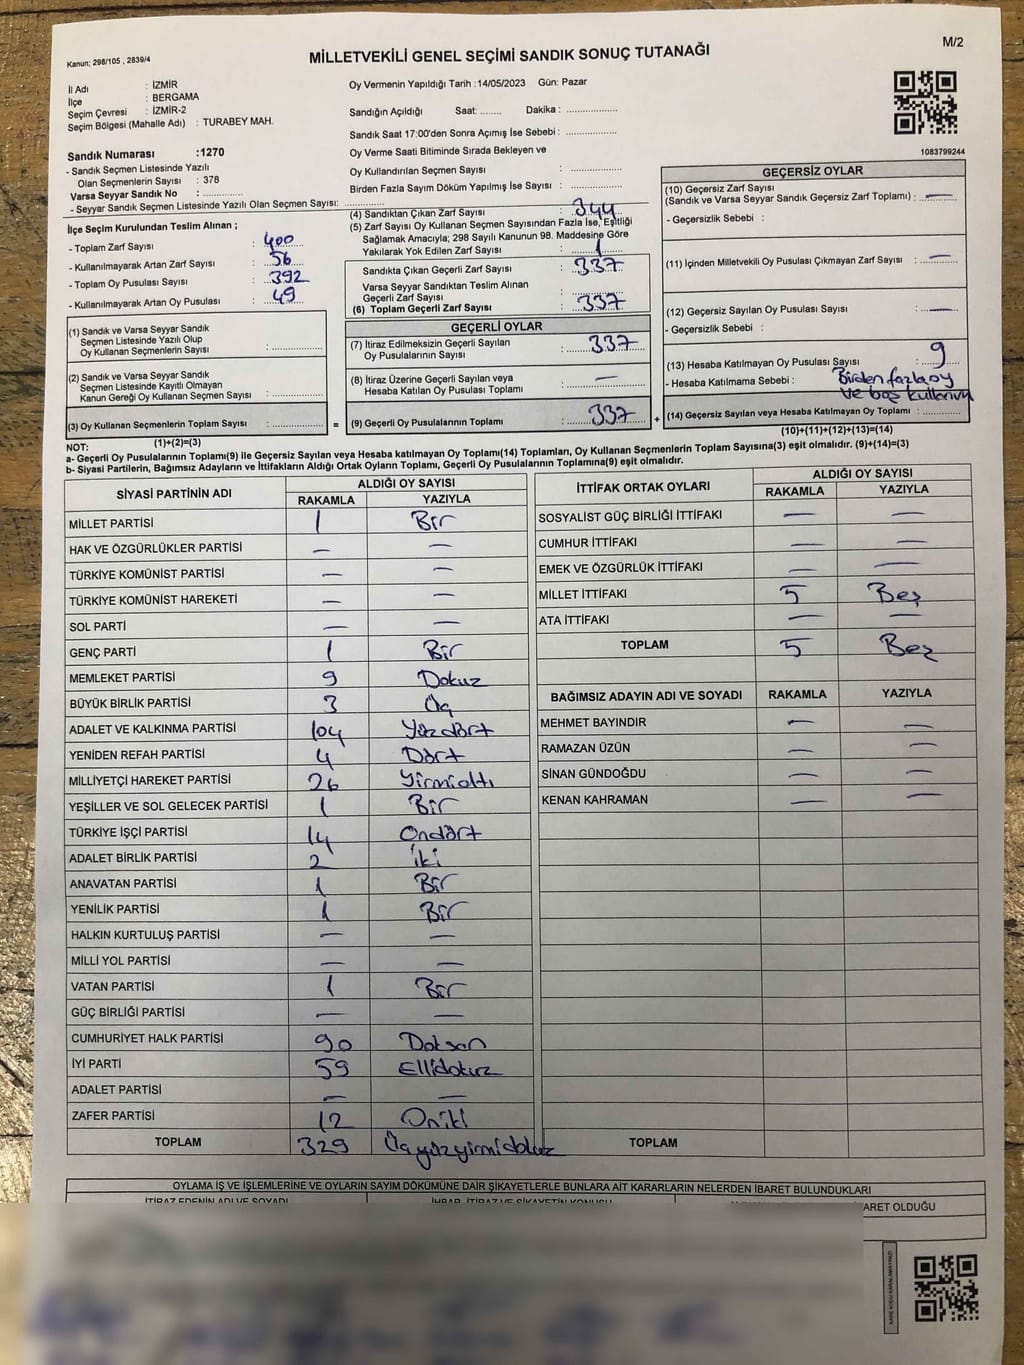 Kanun; 298/105 , 2839/4
MİLLETVEKİLİ GENEL SEÇİMİ SANDIK SONUÇ TUTANAĞI
M/2
İl Adı : İZMİR
İlçe : BERGAMA
Seçim Çevresi : İZMİR-2
Seçim Bölgesi (Mahalle Adı) : TURABEY MAH.
Oy Vermenin Yapıldığı Tarih :14/05/2023 Gün: Pazar
Sandığın Açıldığı Saat:........ Dakika : ....................
Sandık Saat 17:00'den Sonra Açımış İse Sebebi : ....................
Sandık Numarası :1270
- Sandık Seçmen Listesinde Yazılı
Olan Seçmenlerin Sayısı : 378
Varsa Seyyar Sandık No : ................
- Seyyar Sandık Seçmen Listesinde Yazılı Olan Seçmen Sayısı: ................
Oy Verme Saati Bitiminde Sırada Bekleyen ve
Oy Kullandırılan Seçmen Sayısı : ....................
Birden Fazla Sayım Döküm Yapılmış İse Sayısı : ....................
1083799244
İlçe Seçim Kurulundan Teslim Alınan ;
- Toplam Zarf Sayısı : 400
- Kullanılmayarak Artan Zarf Sayısı : 56
- Toplam Oy Pusulası Sayısı : 392
- Kullanılmayarak Artan Oy Pusulası : 49
(4) Sandıktan Çıkan Zarf Sayısı : 344
(5) Zarf Sayısı Oy Kullanan Seçmen Sayısından Fazla İse, Eşitliği
Sağlamak Amacıyla; 298 Sayılı Kanunun 98. Maddesine Göre
Yakılarak Yok Edilen Zarf Sayısı : 1
Sandıkta Çıkan Geçerli Zarf Sayısı : 337
Varsa Seyyar Sandıktan Teslim Alınan
Geçerli Zarf Sayısı :
(6) Toplam Geçerli Zarf Sayısı : 337
GEÇERSİZ OYLAR
(10) Geçersiz Zarf Sayısı
(Sandık ve Varsa Seyyar Sandık Geçersiz Zarf Toplamı) : —
- Geçersizlik Sebebi :
(11) İçinden Milletvekili Oy Pusulası Çıkmayan Zarf Sayısı : —
(12) Geçersiz Sayılan Oy Pusulası Sayısı : —
- Geçersizlik Sebebi :
(13) Hesaba Katılmayan Oy Pusulası Sayısı : 9
- Hesaba Katılmama Sebebi : Birden fazla oy
ve boş kullanım
(14) Geçersiz Sayılan veya Hesaba Katılmayan Oy Toplamı : ............
(10)+(11)+(12)+(13)=(14)
(1) Sandık ve Varsa Seyyar Sandık
Seçmen Listesinde Yazılı Olup
Oy Kullanan Seçmenlerin Sayısı : ................
(2) Sandık ve Varsa Seyyar Sandık
Seçmen Listesinde Kayıtlı Olmayan
Kanun Gereği Oy Kullanan Seçmen Sayısı : ................
(3) Oy Kullanan Seçmenlerin Toplam Sayısı : ................ =
(1)+(2)=(3)
GEÇERLİ OYLAR
(7) İtiraz Edilmeksizin Geçerli Sayılan
Oy Pusulalarının Sayısı : 337
(8) İtiraz Üzerine Geçerli Sayılan veya
Hesaba Katılan Oy Pusulası Toplamı : —
(9) Geçerli Oy Pusulalarının Toplamı : 337 +
NOT:
a- Geçerli Oy Pusulalarının Toplamı(9) ile Geçersiz Sayılan veya Hesaba katılmayan Oy Toplamı(14) Toplamları, Oy Kullanan Seçmenlerin Toplam Sayısına(3) eşit olmalıdır. (9)+(14)=(3)
b- Siyasi Partilerin, Bağımsız Adayların ve İttifakların Aldığı Ortak Oyların Toplamı, Geçerli Oy Pusulalarının Toplamına(9) eşit olmalıdır.
SİYASİ PARTİNİN ADI ALDIĞI OY SAYISI
RAKAMLA YAZIYLA
MİLLET PARTİSİ 1 Bir
HAK VE ÖZGÜRLÜKLER PARTİSİ — —
TÜRKİYE KOMÜNİST PARTİSİ — —
TÜRKİYE KOMÜNİST HAREKETİ — —
SOL PARTİ — —
GENÇ PARTİ 1 Bir
MEMLEKET PARTİSİ 9 Dokuz
BÜYÜK BİRLİK PARTİSİ 3 Üç
ADALET VE KALKINMA PARTİSİ 104 Yüzdört
YENİDEN REFAH PARTİSİ 4 Dört
MİLLİYETÇİ HAREKET PARTİSİ 26 Yirmialtı
YEŞİLLER VE SOL GELECEK PARTİSİ 1 Bir
TÜRKİYE İŞÇİ PARTİSİ 14 Ondört
ADALET BİRLİK PARTİSİ 2 İki
ANAVATAN PARTİSİ 1 Bir
YENİLİK PARTİSİ 1 Bir
HALKIN KURTULUŞ PARTİSİ — —
MİLLİ YOL PARTİSİ — —
VATAN PARTİSİ 1 Bir
GÜÇ BİRLİĞİ PARTİSİ — —
CUMHURİYET HALK PARTİSİ 90 Doksan
İYİ PARTİ 59 Ellidokuz
ADALET PARTİSİ — —
ZAFER PARTİSİ 12 Oniki
TOPLAM 329 Üçyüzyirmidokuz
İTTİFAK ORTAK OYLARI ALDIĞI OY SAYISI
RAKAMLA YAZIYLA
SOSYALİST GÜÇ BİRLİĞİ İTTİFAKI — —
CUMHUR İTTİFAKI — —
EMEK VE ÖZGÜRLÜK İTTİFAKI — —
MİLLET İTTİFAKI 5 Beş
ATA İTTİFAKI — —
TOPLAM 5 Beş
BAĞIMSIZ ADAYIN ADI VE SOYADI RAKAMLA YAZIYLA
MEHMET BAYINDIR — —
RAMAZAN ÜZÜN — —
SİNAN GÜNDOĞDU — —
KENAN KAHRAMAN — —
TOPLAM
OYLAMA İŞ VE İŞLEMLERİNE VE OYLARIN SAYIM DÖKÜMÜNE DAİR ŞİKAYETLERLE BUNLARA AİT KARARLARIN NELERDEN İBARET BULUNDUKLARI
İTİRAZ EDENİN ADI VE SOYADI İHBAR, İTİRAZ VE ŞİKAYETİN KONUSU
ARET OLDUĞU